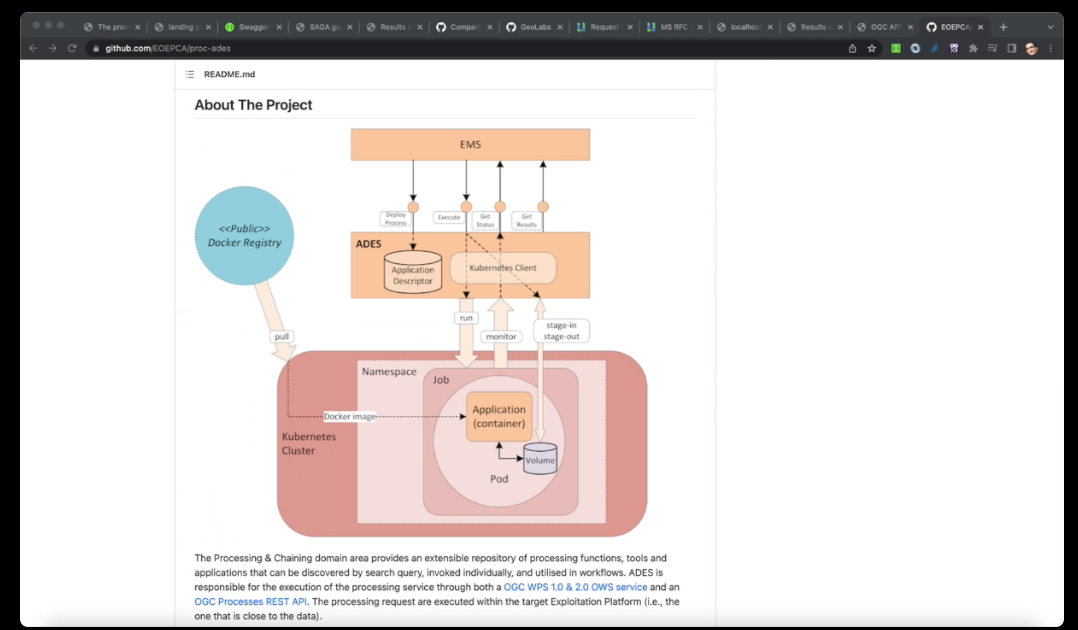 The proc
landing p
Swagge
SAGA.g
Results
Compari
GeoLabs
Request
MS RFC
localhos
Results
OGC AP
EOEPCA
github.com/EOEPCA/proc-ades
README.md
About The Project
EMS
Deploy
Process
Execute
Get
Status
Get
Results
<<Public>>
Docker Registry
ADES
Application
Descriptor
Kubernetes Client
run
monitor
stage-in
stage-out
pull
Namespace
Job
Application
(container)
Docker image
Kubernetes
Cluster
Volume
Pod
The Processing & Chaining domain area provides an extensible repository of processing functions, tools and
applications that can be discovered by search query, invoked individually, and utilised in workflows. ADES is
responsible for the execution of the processing service through both a OGC WPS 1.0 & 2.0 OWS service and an
OGC Processes REST API. The processing request are executed within the target Exploitation Platform (i.e., the
one that is close to the data).